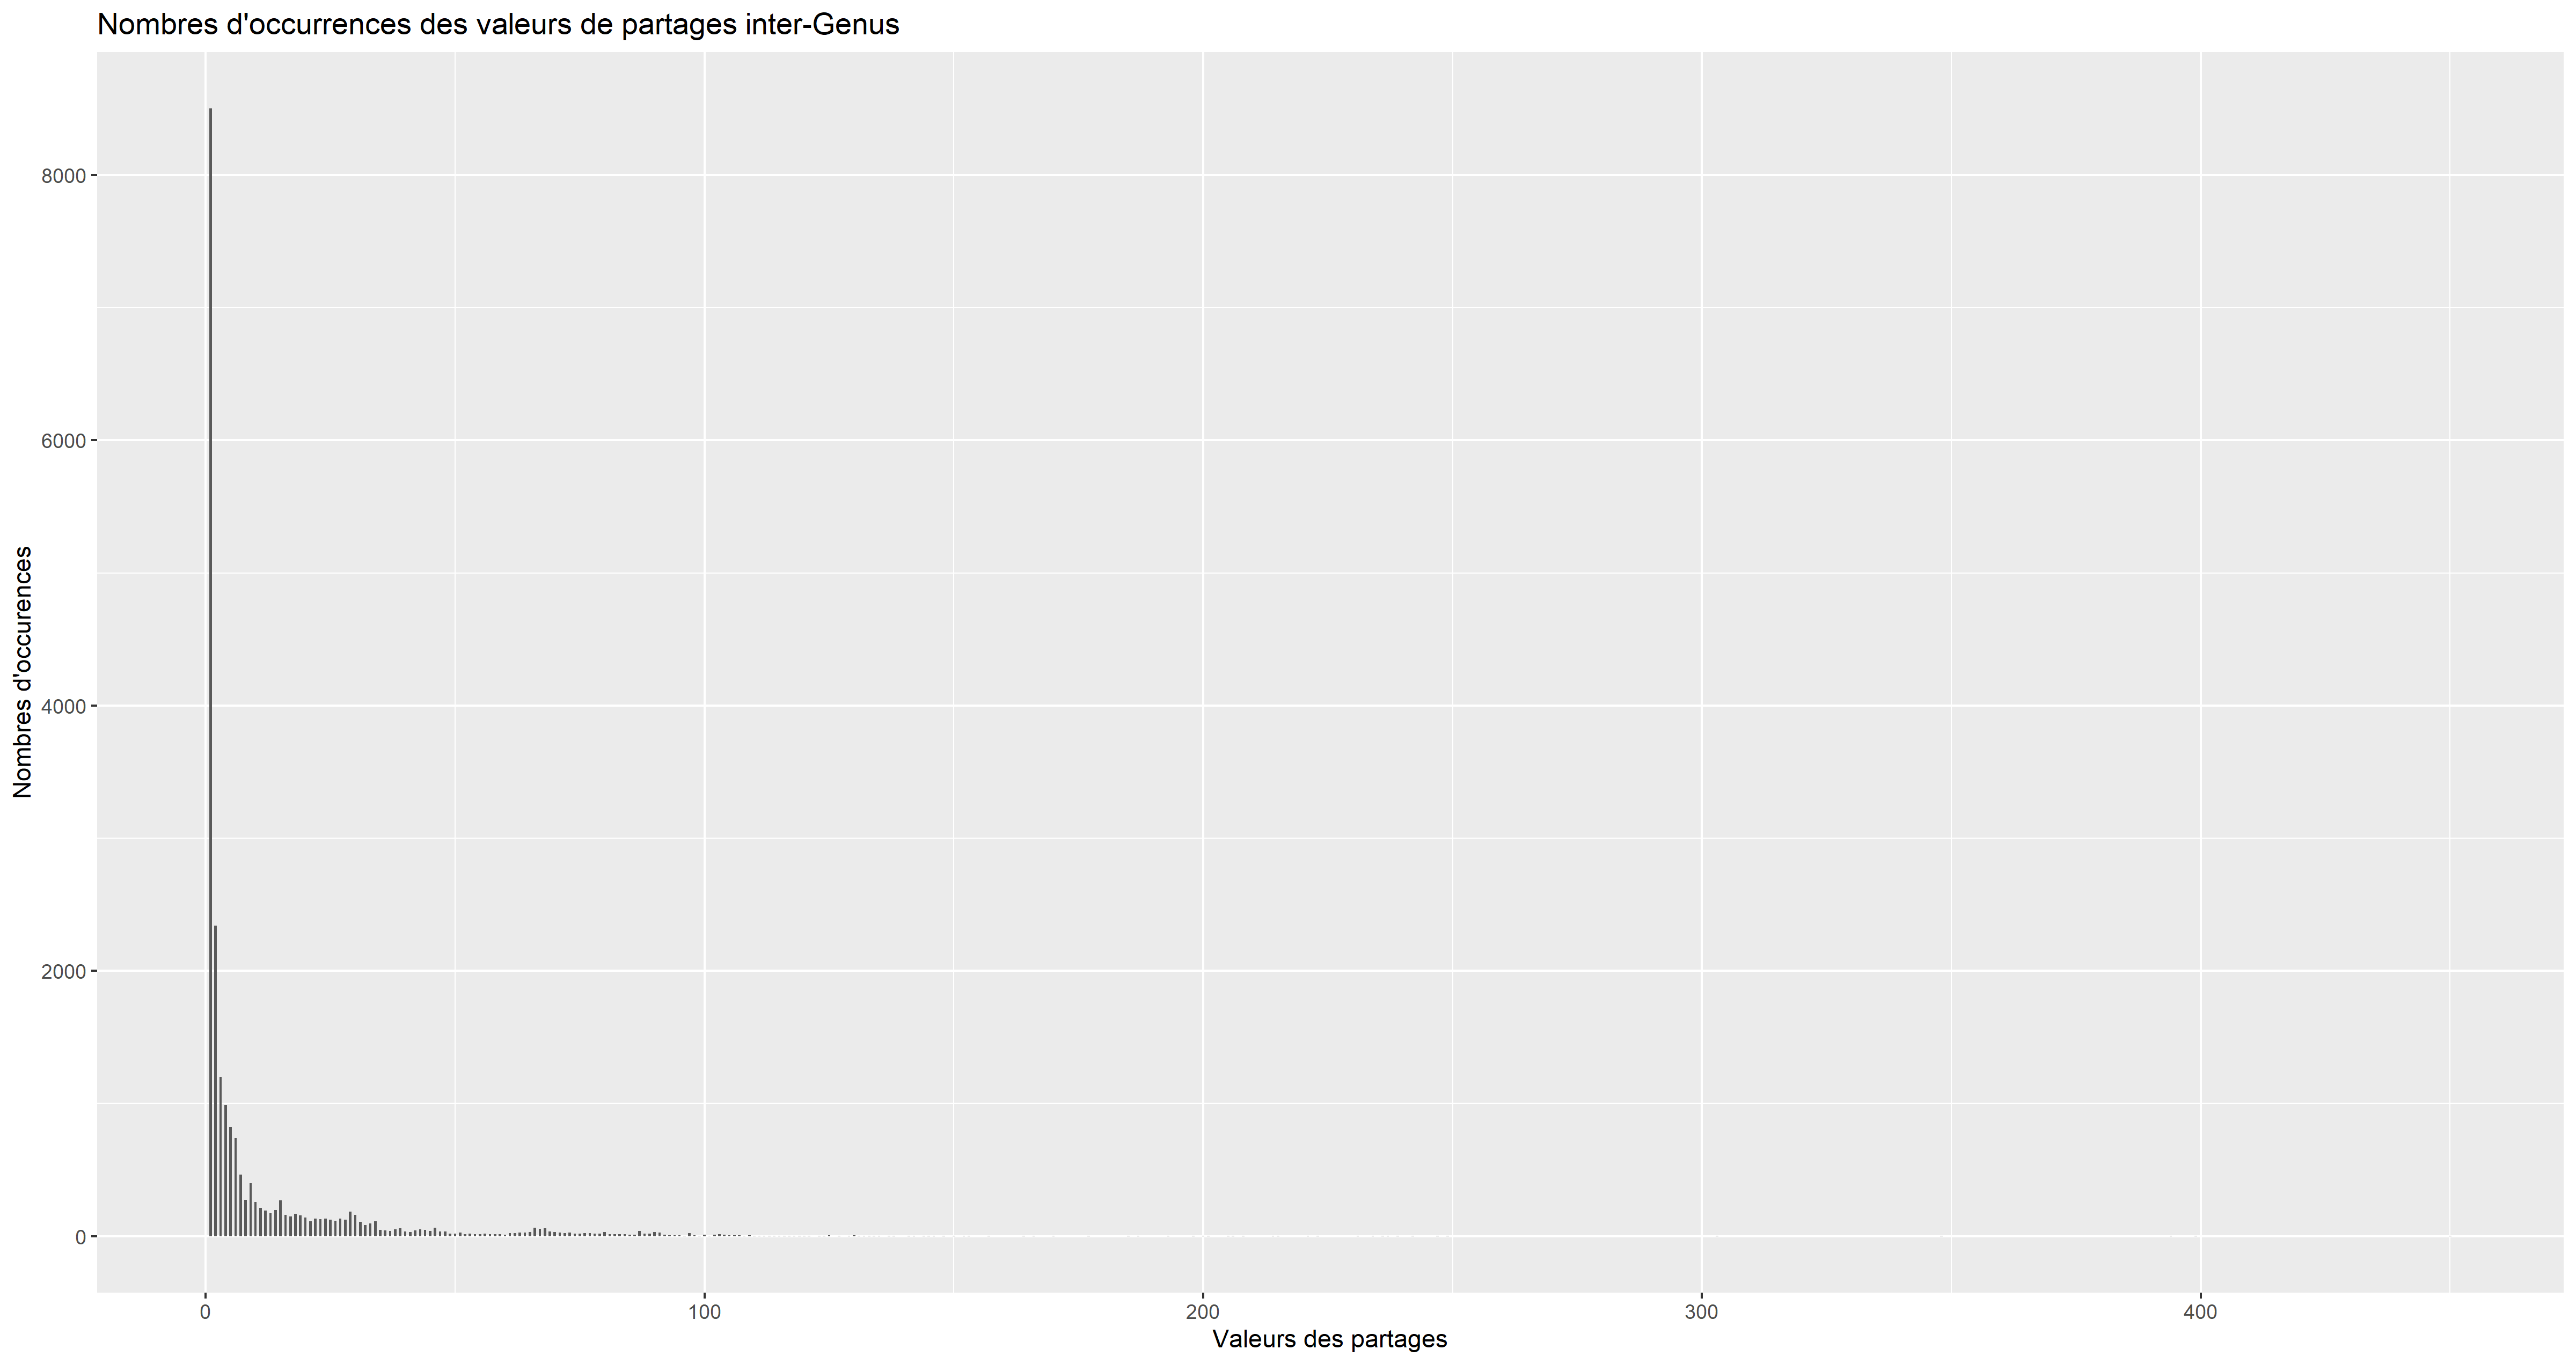 Nombres d'occurrences des valeurs de partages inter-Genus
Nombres d'occurences
8000
6000
4000
2000
0
0 100 200 300 400
Valeurs des partages